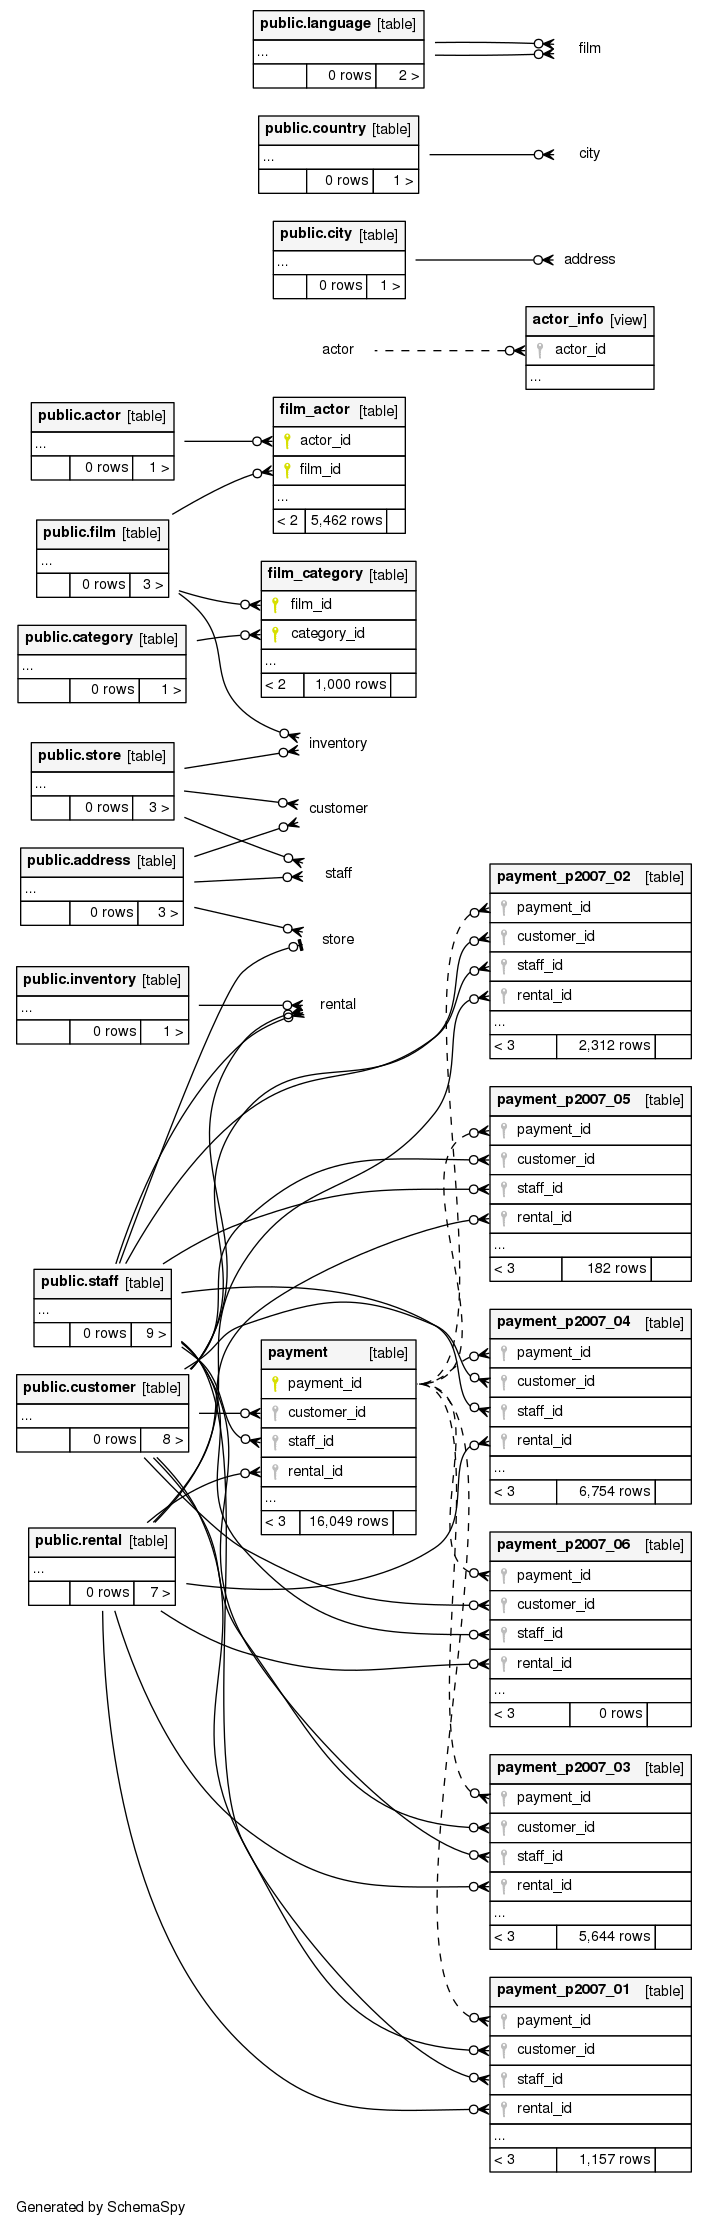 public.language [table]
...
0 rows 2 >
film
public.country [table]
...
0 rows 1 >
city
public.city [table]
...
0 rows 1 >
address
actor_info [view]
actor_id
...
actor
public.actor [table]
...
0 rows 1 >
film_actor [table]
actor_id
film_id
...
< 2 5,462 rows
public.film [table]
...
0 rows 3 >
film_category [table]
film_id
category_id
...
< 2 1,000 rows
public.category [table]
...
0 rows 1 >
inventory
public.store [table]
...
0 rows 3 >
customer
public.address [table]
...
0 rows 3 >
staff
store
public.inventory [table]
...
0 rows 1 >
rental
payment_p2007_02 [table]
payment_id
customer_id
staff_id
rental_id
...
< 3 2,312 rows
payment_p2007_05 [table]
payment_id
customer_id
staff_id
rental_id
...
< 3 182 rows
public.staff [table]
...
0 rows 9 >
public.customer [table]
...
0 rows 8 >
payment [table]
payment_id
customer_id
staff_id
rental_id
...
< 3 16,049 rows
payment_p2007_04 [table]
payment_id
customer_id
staff_id
rental_id
...
< 3 6,754 rows
public.rental [table]
...
0 rows 7 >
payment_p2007_06 [table]
payment_id
customer_id
staff_id
rental_id
...
< 3 0 rows
payment_p2007_03 [table]
payment_id
customer_id
staff_id
rental_id
...
< 3 5,644 rows
payment_p2007_01 [table]
payment_id
customer_id
staff_id
rental_id
...
< 3 1,157 rows
Generated by SchemaSpy